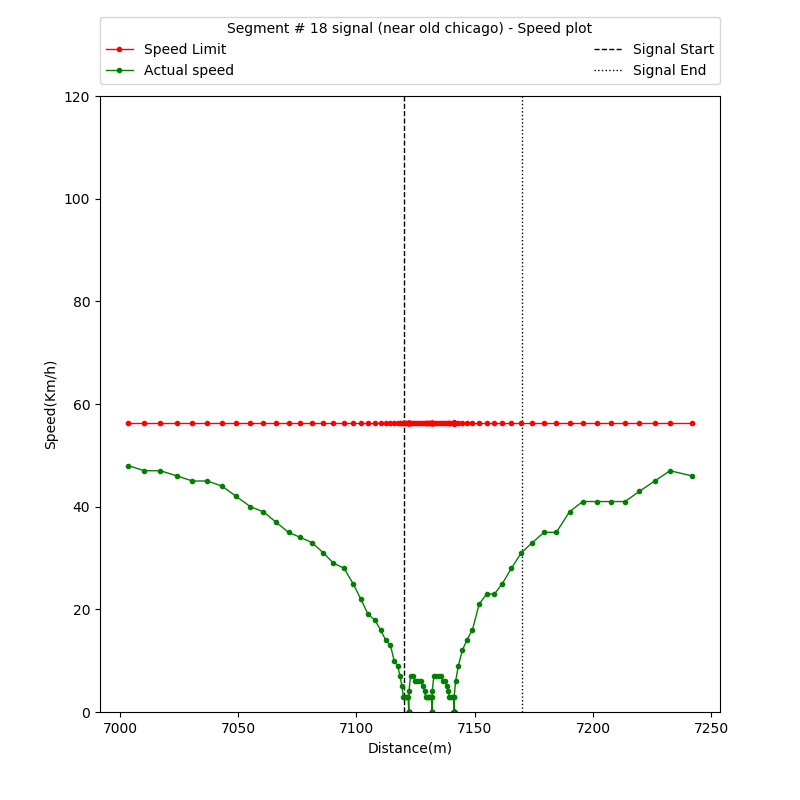 Segment # 18 signal (near old chicago) - Speed plot
Speed Limit
Actual speed
Signal Start
Signal End
120
100
80
60
40
20
0
Speed(Km/h)
7000 7050 7100 7150 7200 7250
Distance(m)